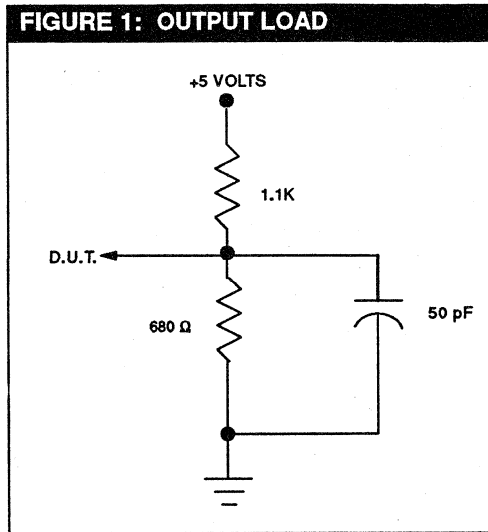 FIGURE 1: OUTPUT LOAD
+5 VOLTS
1.1K
D.U.T.
680 Ω
50 pF